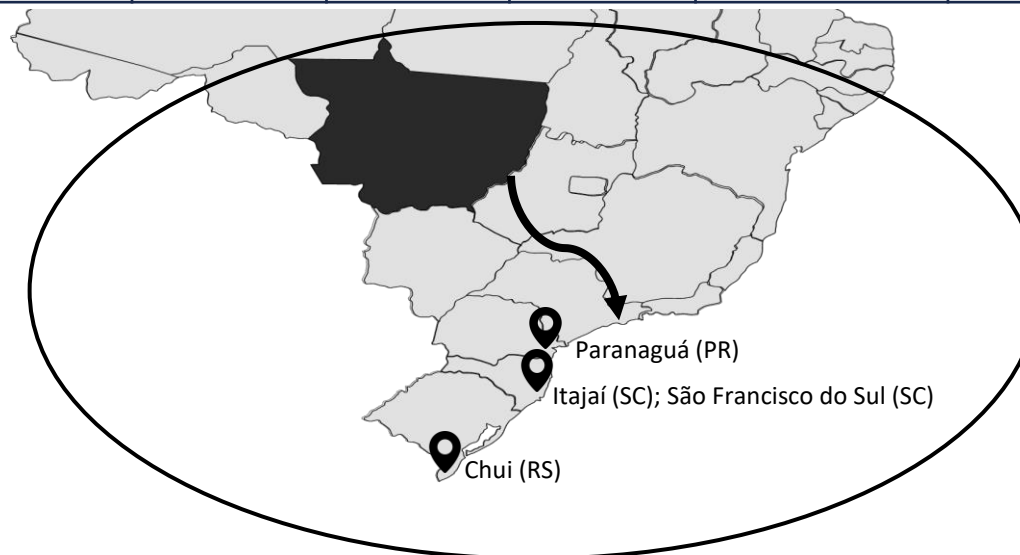 Paranaguá (PR)
Itajaí (SC); São Francisco do Sul (SC)
Chui (RS)